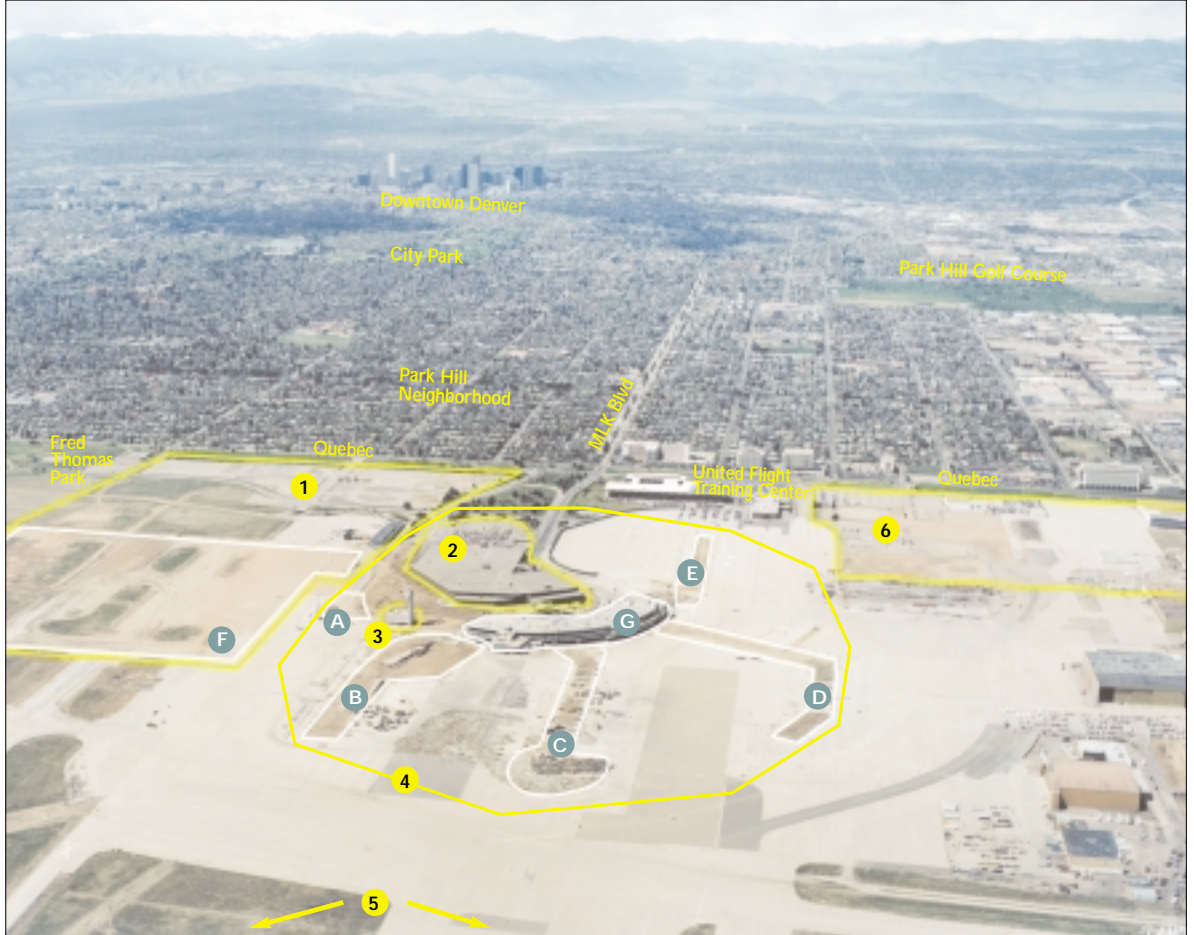 Downtown Denver
City Park
Park Hill Golf Course
Park Hill
Neighborhood
MLK Blvd
Fred
Thomas
Park
Quebec
1
United Flight
Training Center
Quebec
6
2
E
A
3
G
F
B
D
C
4
5